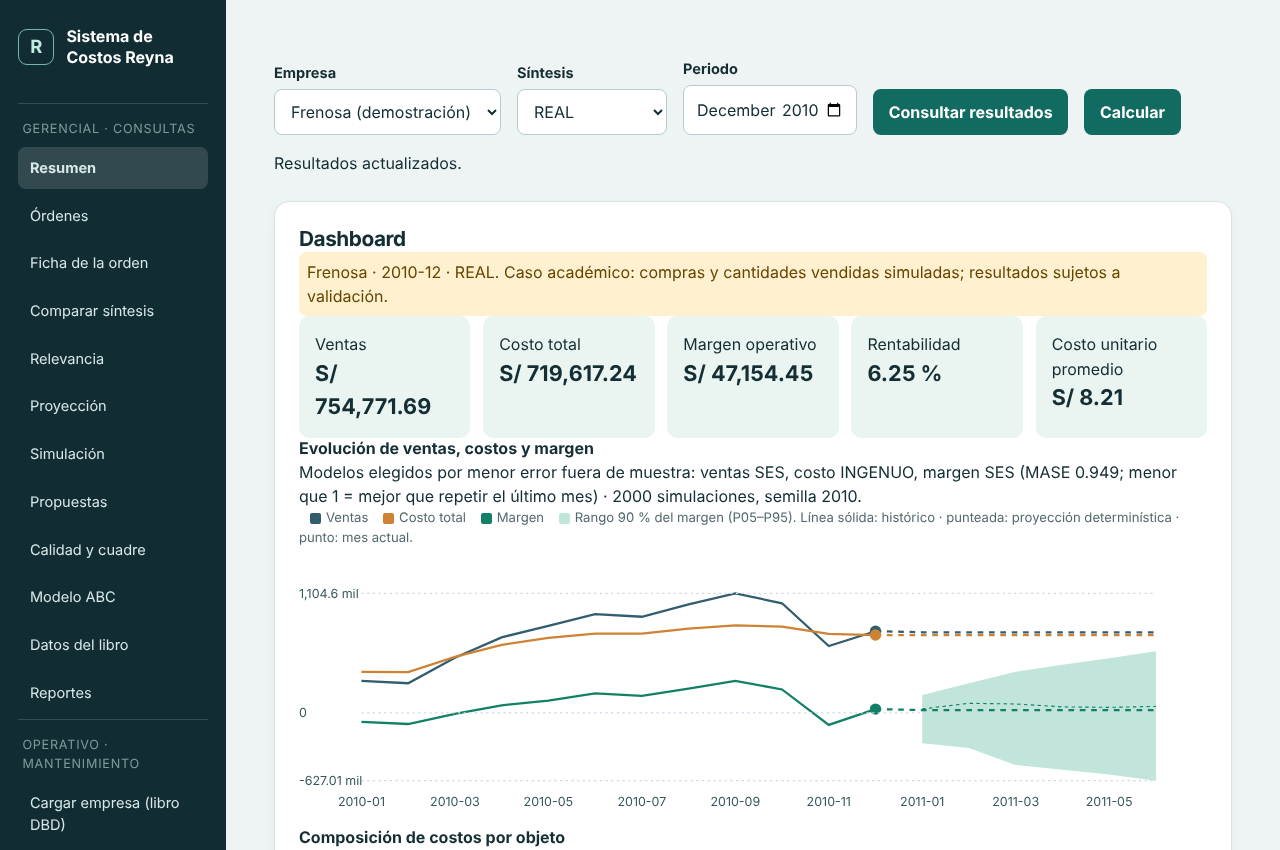 R
Sistema de
Costos Reyna
GERENCIAL · CONSULTAS
Resumen
Órdenes
Ficha de la orden
Comparar síntesis
Relevancia
Proyección
Simulación
Propuestas
Calidad y cuadre
Modelo ABC
Datos del libro
Reportes
OPERATIVO ·
MANTENIMIENTO
Cargar empresa (libro
DBD)
Empresa
Frenosa (demostración)
Síntesis
REAL
Periodo
December 2010
Consultar resultados
Calcular
Resultados actualizados.
Dashboard
Frenosa · 2010-12 · REAL. Caso académico: compras y cantidades vendidas simuladas; resultados sujetos a
validación.
Ventas
S/
754,771.69
Costo total
S/ 719,617.24
Margen operativo
S/ 47,154.45
Rentabilidad
6.25 %
Costo unitario
promedio
S/ 8.21
Evolución de ventas, costos y margen
Modelos elegidos por menor error fuera de muestra: ventas SES, costo INGENUO, margen SES (MASE 0.949; menor
que 1 = mejor que repetir el último mes) · 2000 simulaciones, semilla 2010.
Ventas Costo total Margen Rango 90 % del margen (P05–P95). Línea sólida: histórico · punteada: proyección determinística ·
punto: mes actual.
1,104.6 mil
0
-627.01 mil
2010-01 2010-03 2010-05 2010-07 2010-09 2010-11 2011-01 2011-03 2011-05
Composición de costos por objeto